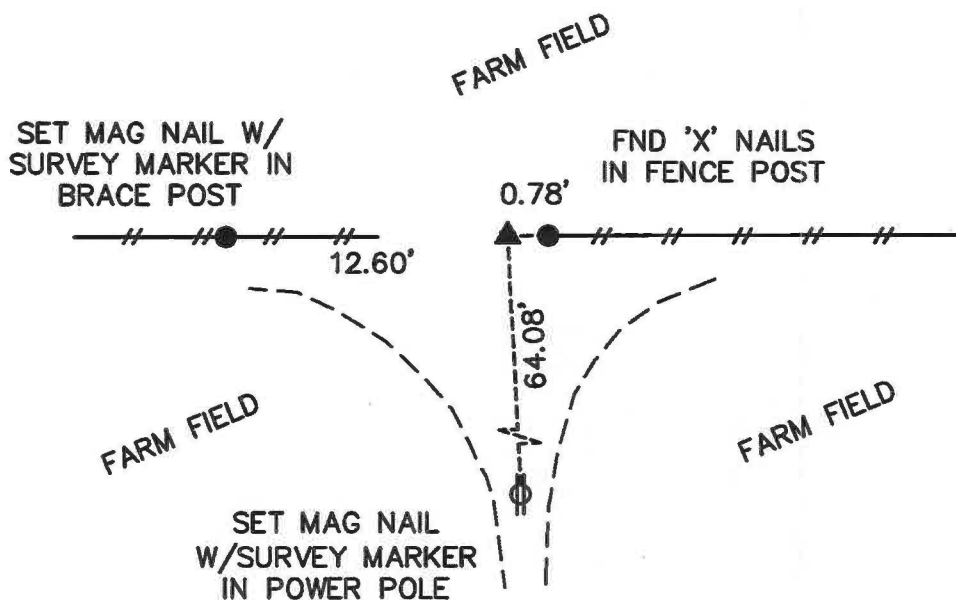 FARM FIELD
SET MAG NAIL W/
SURVEY MARKER IN
BRACE POST
FND 'X' NAILS
IN FENCE POST
0.78'
12.60'
64.08'
FARM FIELD
FARM FIELD
SET MAG NAIL
W/SURVEY MARKER
IN POWER POLE